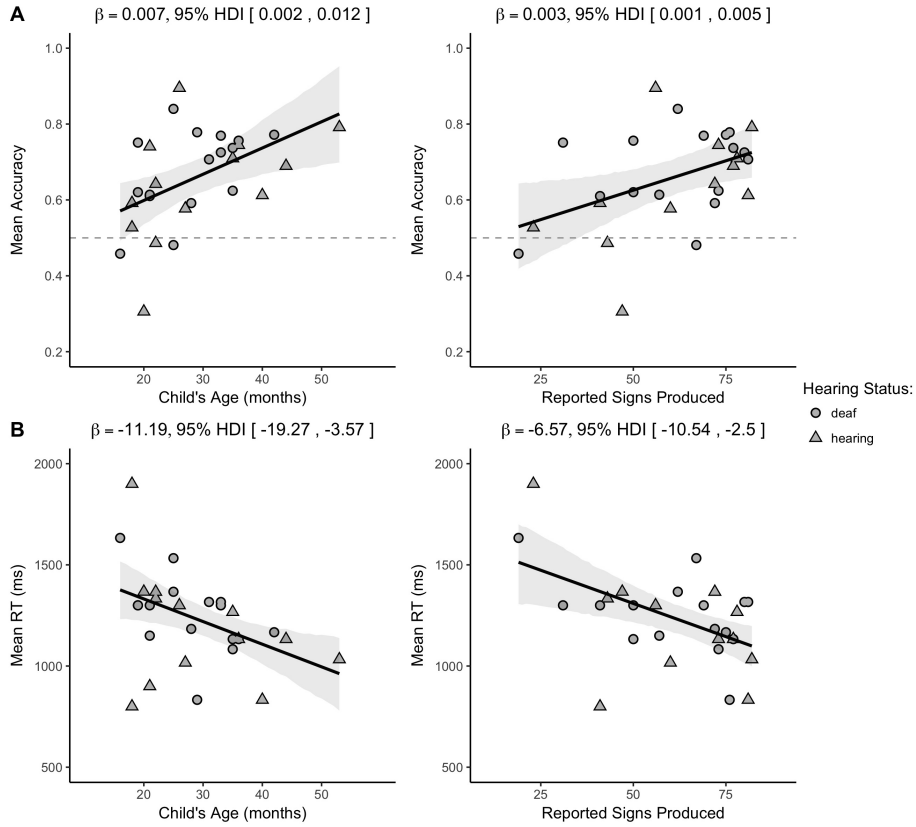 A
β = 0.007, 95% HDI [ 0.002 , 0.012 ]
β = 0.003, 95% HDI [ 0.001 , 0.005 ]
Mean Accuracy
1.0
0.8
0.6
0.4
0.2
20 30 40 50
Child's Age (months)
Mean Accuracy
1.0
0.8
0.6
0.4
0.2
25 50 75
Reported Signs Produced
Hearing Status:
deaf
hearing
B
β = -11.19, 95% HDI [ -19.27 , -3.57 ]
β = -6.57, 95% HDI [ -10.54 , -2.5 ]
Mean RT (ms)
2000
1500
1000
500
20 30 40 50
Child's Age (months)
Mean RT (ms)
2000
1500
1000
500
25 50 75
Reported Signs Produced